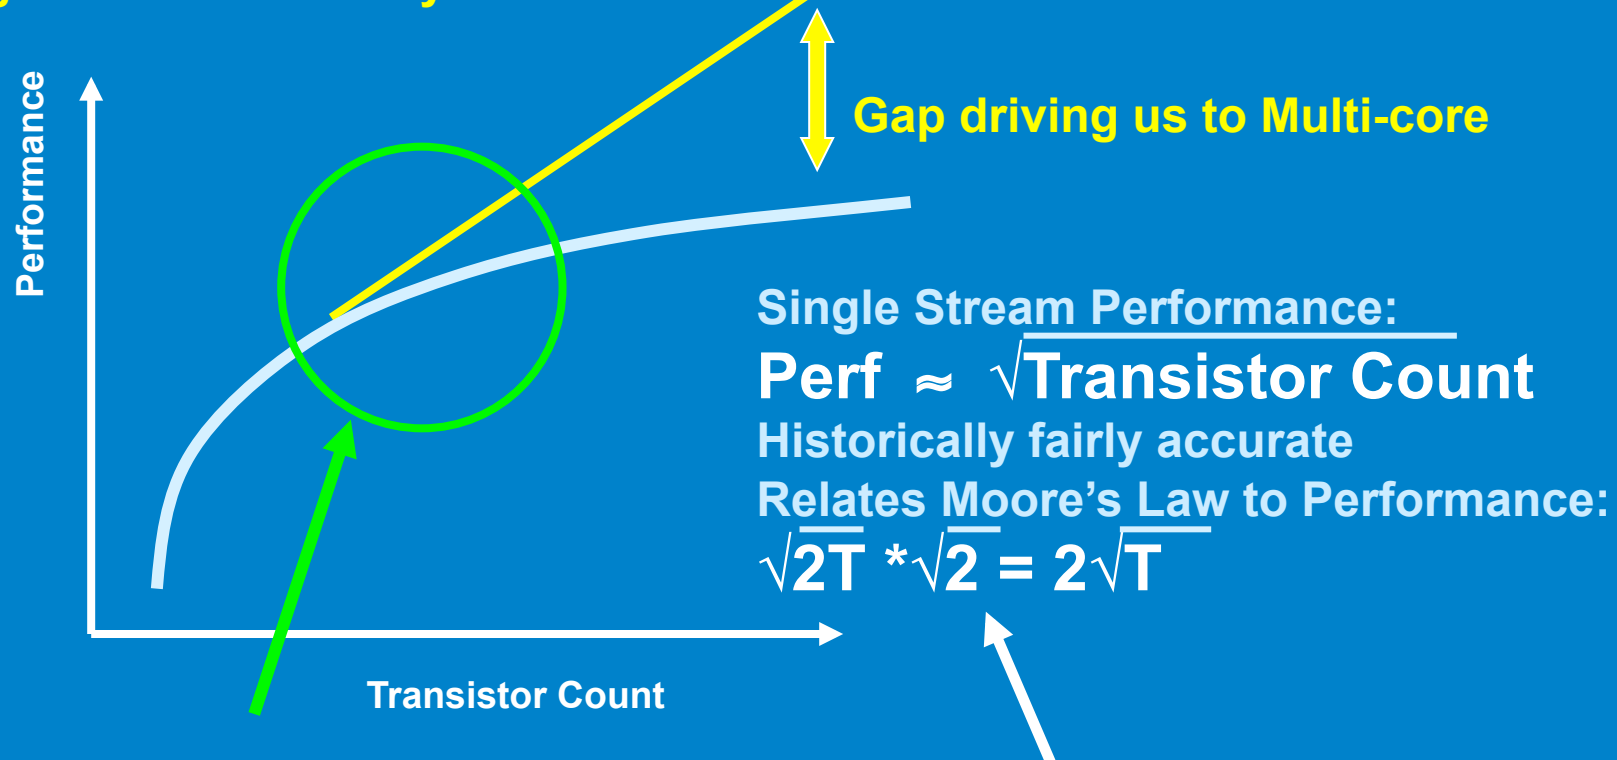 Performance
Gap driving us to Multi-core
Single Stream Performance:
Perf ≈ √Transistor Count
Historically fairly accurate
Relates Moore’s Law to Performance:
√2T *√2 = 2√T
Transistor Count